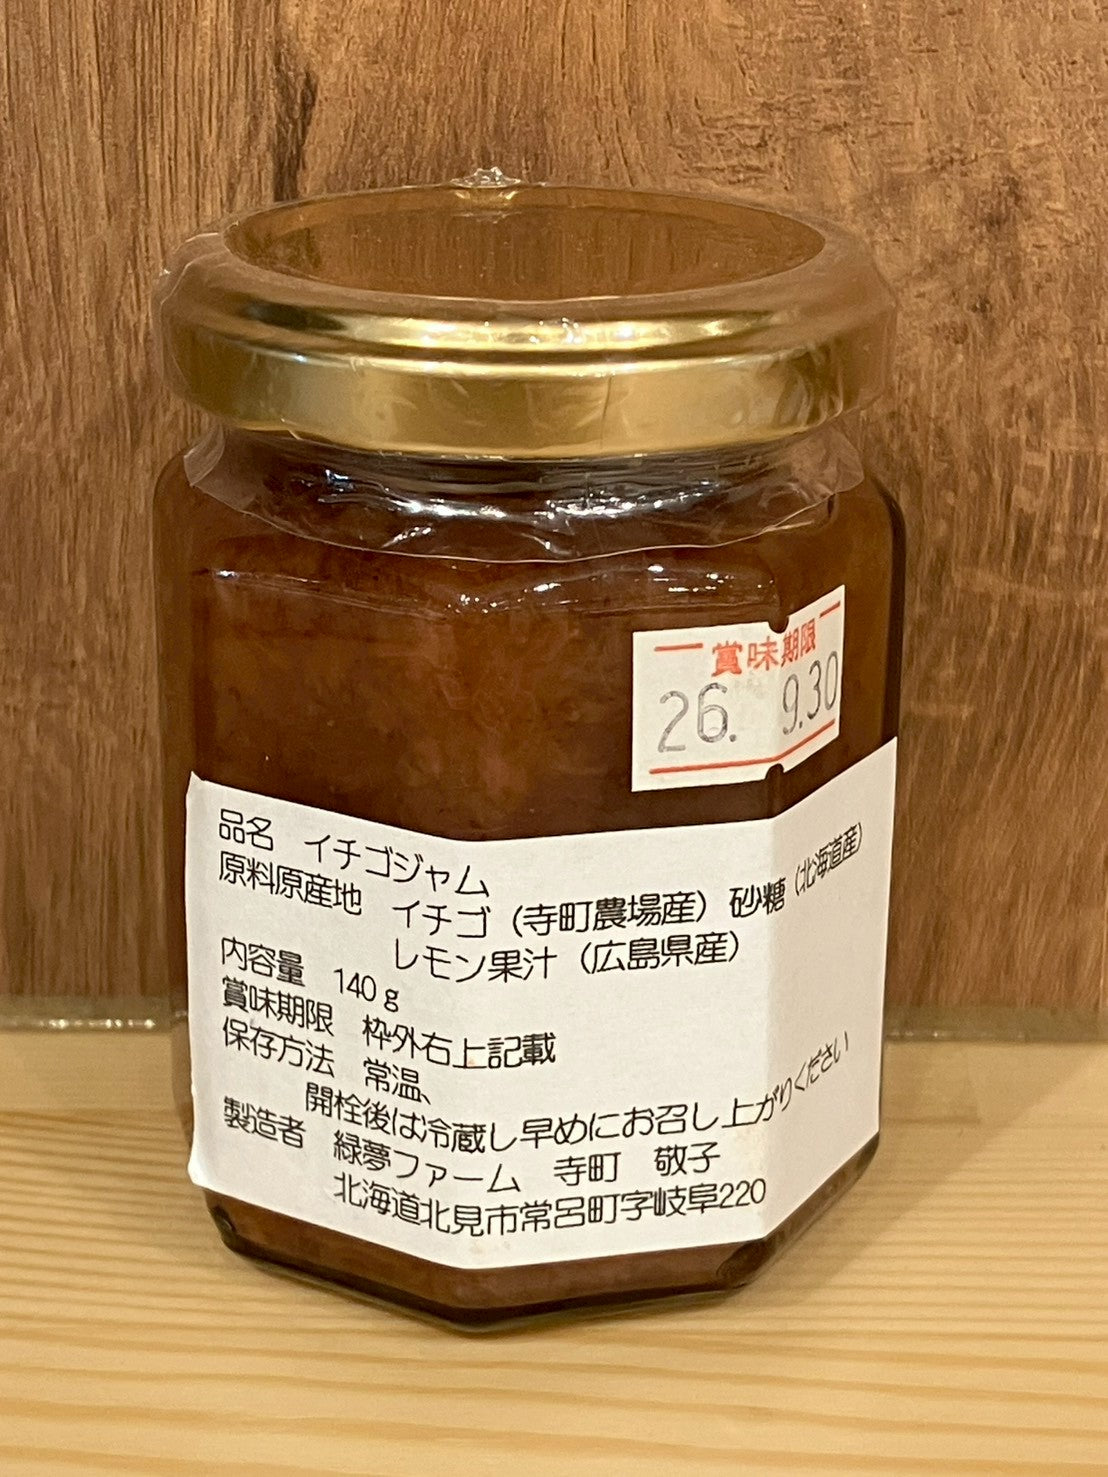 賞味期限
26. 9.30
品名 イチゴジャム
原料原産地 イチゴ（寺町農場産）砂糖（北海道産）
レモン果汁（広島県産）
内容量 140g
賞味期限 枠外右上記載
保存方法 常温、
開栓後は冷蔵し早めにお召し上がりください
製造者 緑夢ファーム 寺町 敬子
北海道北見市常呂町字岐阜220